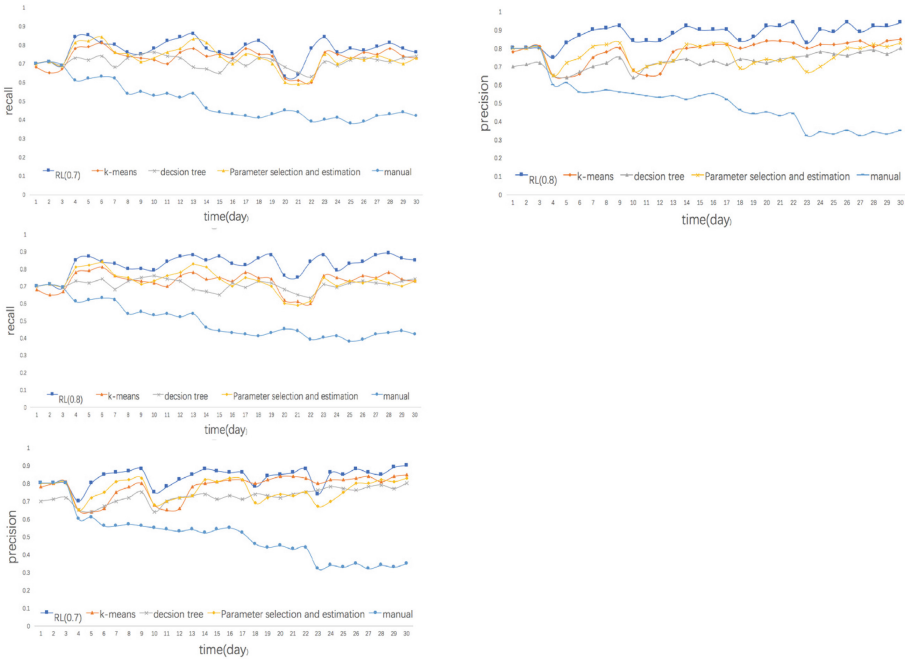 1
0.9
0.8
0.7
0.6
0.5
0.4
0.3
0.2
0.1
0
recall
RL(0.7) k-means decsion tree Parameter selection and estimation manual
1 2 3 4 5 6 7 8 9 10 11 12 13 14 15 16 17 18 19 20 21 22 23 24 25 26 27 28 29 30
time(day)
1
0.9
0.8
0.7
0.6
0.5
0.4
0.3
0.2
0.1
0
precision
RL(0.8) k-means decsion tree Parameter selection and estimation manual
1 2 3 4 5 6 7 8 9 10 11 12 13 14 15 16 17 18 19 20 21 22 23 24 25 26 27 28 29 30
time(day)
1
0.9
0.8
0.7
0.6
0.5
0.4
0.3
0.2
0.1
0
recall
RL(0.8) k-means decsion tree Parameter selection and estimation manual
1 2 3 4 5 6 7 8 9 10 11 12 13 14 15 16 17 18 19 20 21 22 23 24 25 26 27 28 29 30
time(day)
1
0.9
0.8
0.7
0.6
0.5
0.4
0.3
0.2
0.1
0
precision
RL(0.7) k-means decsion tree Parameter selection and estimation manual
1 2 3 4 5 6 7 8 9 10 11 12 13 14 15 16 17 18 19 20 21 22 23 24 25 26 27 28 29 30
time(day)